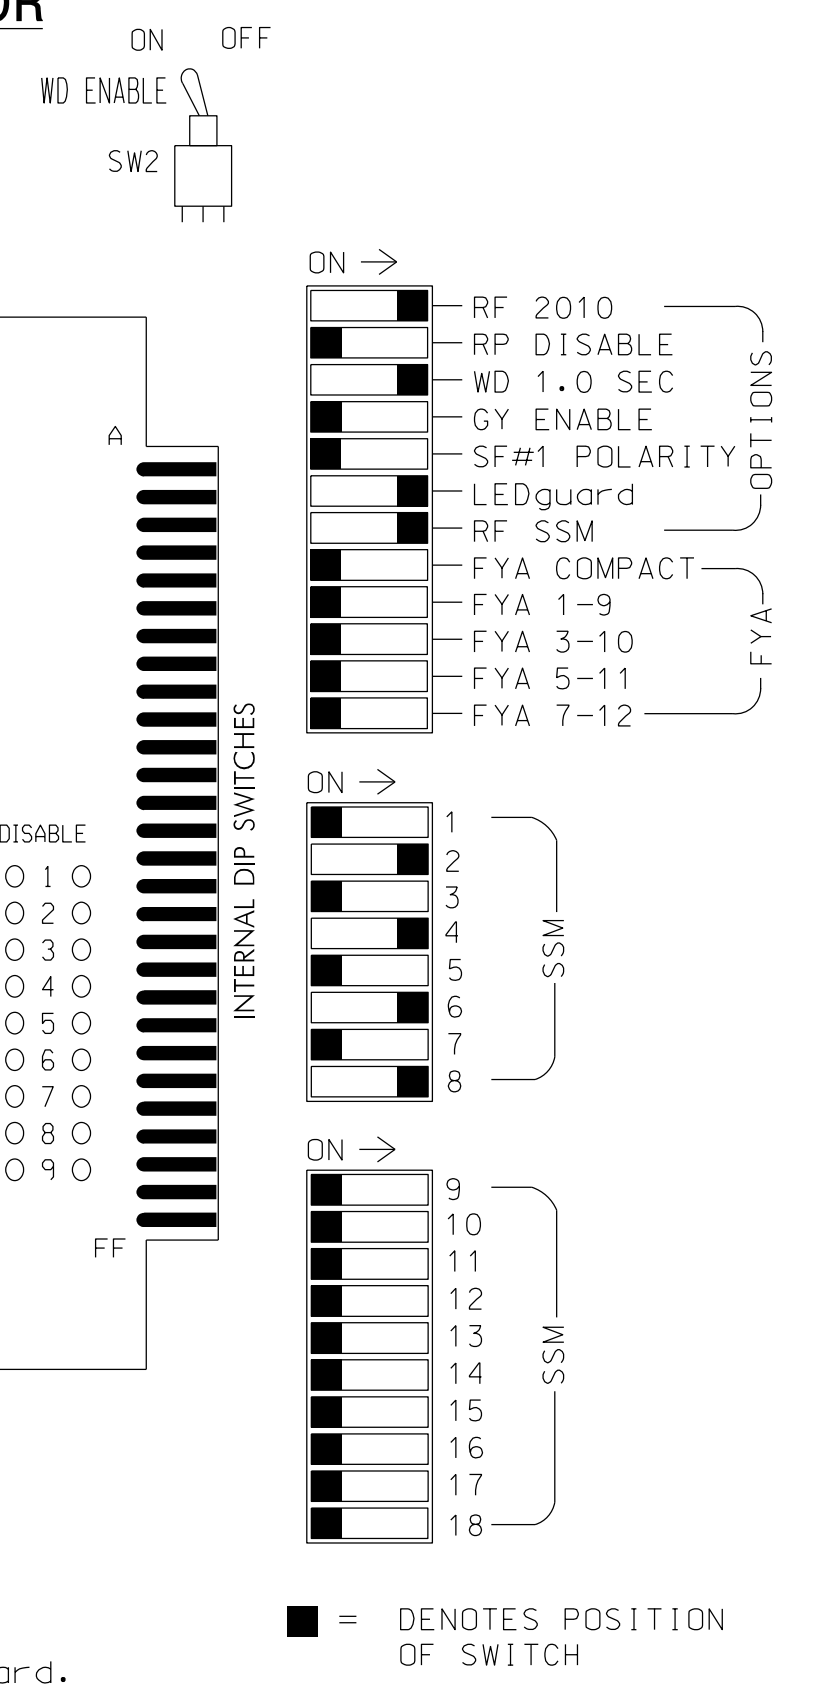 ON OFF
WD ENABLE
SW2
ON
RF 2010
RP DISABLE
WD 1.0 SEC
GY ENABLE
SF#1 POLARITY
LEDguard
RF SSM
OPTIONS
FYA COMPACT
FYA 1-9
FYA 3-10
FYA 5-11
FYA 7-12
FYA
A
FF
INTERNAL DIP SWITCHES
DISABLE
1
2
3
4
5
6
7
8
9
ON
1
2
3
4
5
6
7
8
SSM
ON
9
10
11
12
13
14
15
16
17
18
SSM
= DENOTES POSITION
OF SWITCH